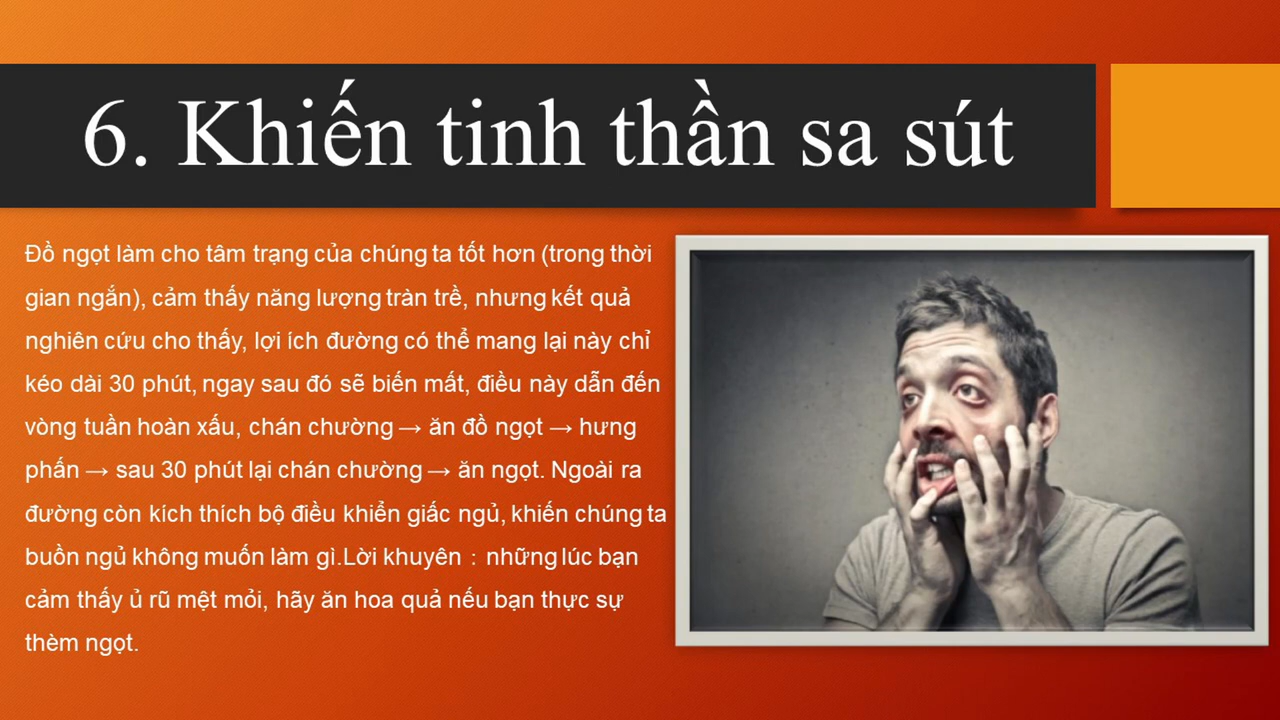 6. Khiến tinh thần sa sút
Đồ ngọt làm cho tâm trạng của chúng ta tốt hơn (trong thời
gian ngắn), cảm thấy năng lượng tràn trề, nhưng kết quả
nghiên cứu cho thấy, lợi ích đường có thể mang lại này chỉ
kéo dài 30 phút, ngay sau đó sẽ biến mất, điều này dẫn đến
vòng tuần hoàn xấu, chán chường → ăn đồ ngọt → hưng
phấn → sau 30 phút lại chán chường → ăn ngọt. Ngoài ra
đường còn kích thích bộ điều khiển giấc ngủ, khiến chúng ta
buồn ngủ không muốn làm gì.Lời khuyên : những lúc bạn
cảm thấy ủ rũ mệt mỏi, hãy ăn hoa quả nếu bạn thực sự
thèm ngọt.